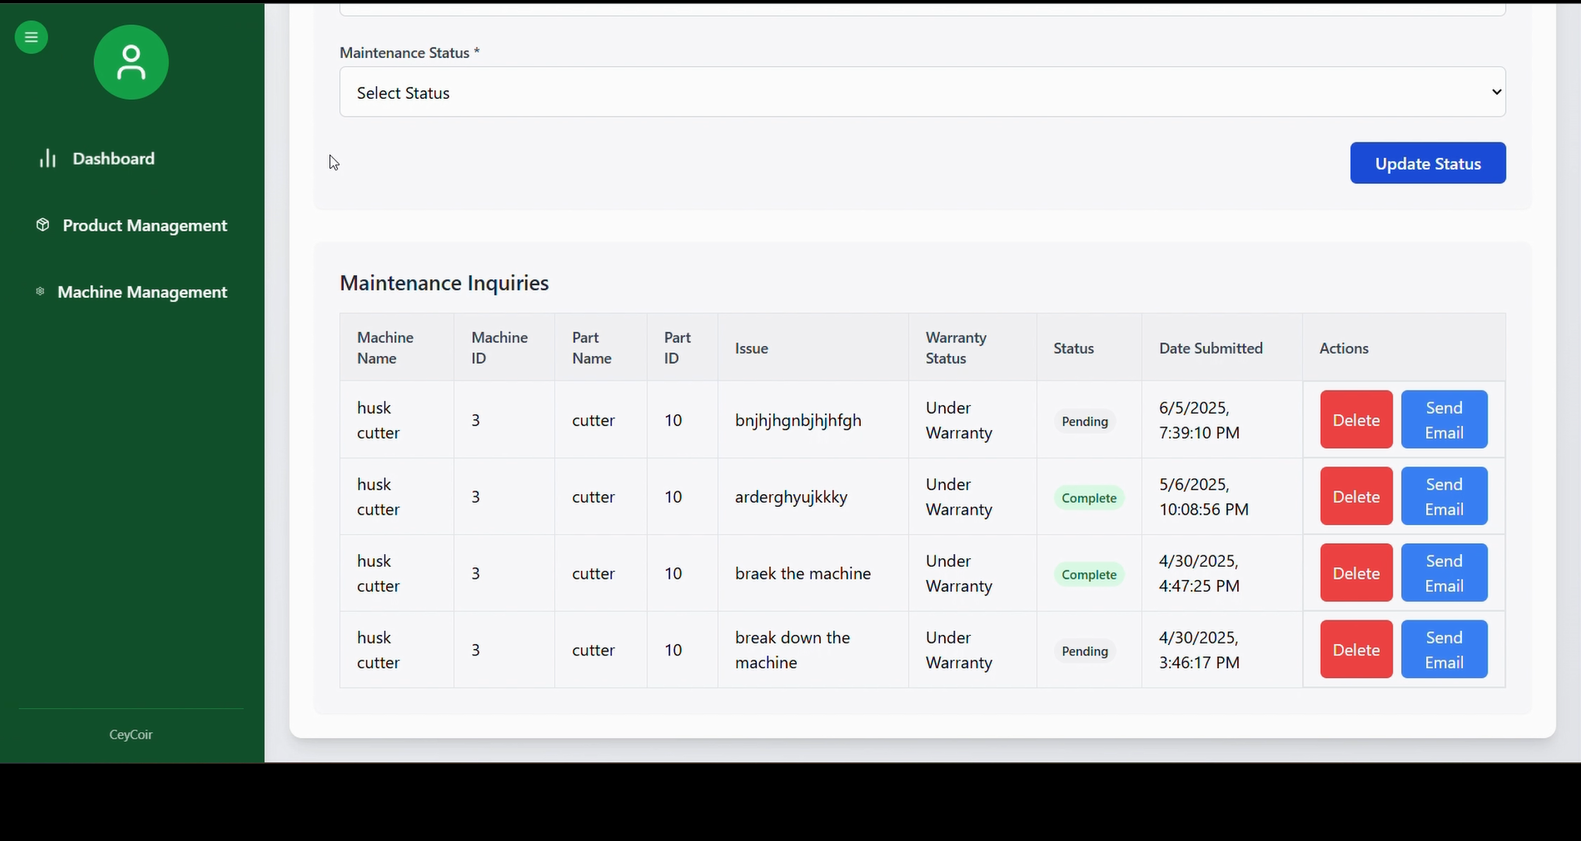 Dashboard
Product Management
Machine Management
CeyCoir
Maintenance Status *
Select Status
Update Status
Maintenance Inquiries
Machine Name Machine ID Part Name Part ID Issue Warranty Status Status Date Submitted Actions
husk cutter 3 cutter 10 bnjhjhgnbjhjhfgh Under Warranty Pending 6/5/2025, 7:39:10 PM Delete Send Email
husk cutter 3 cutter 10 arderghyujkkky Under Warranty Complete 5/6/2025, 10:08:56 PM Delete Send Email
husk cutter 3 cutter 10 braek the machine Under Warranty Complete 4/30/2025, 4:47:25 PM Delete Send Email
husk cutter 3 cutter 10 break down the machine Under Warranty Pending 4/30/2025, 3:46:17 PM Delete Send Email